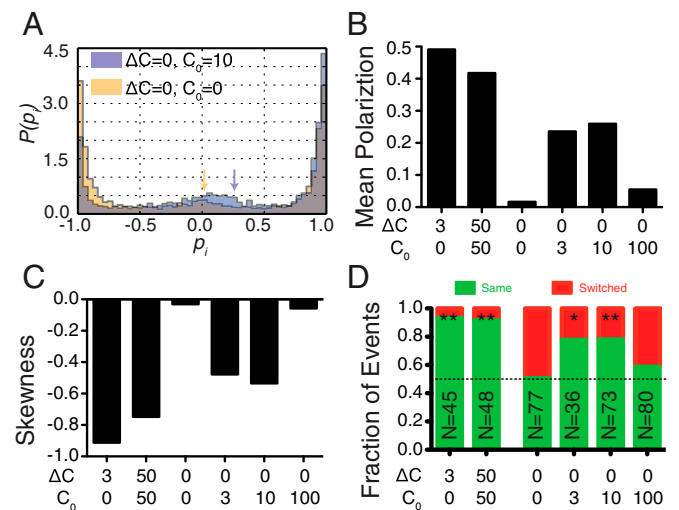 A
P(pi)
4.5
3.0
1.5
0.0
ΔC=0, C0=10
ΔC=0, C0=0
-1.0 -0.5 0.0 0.5 1.0
pi
B
Mean Polariztion
0.5
0.4
0.3
0.2
0.1
0.0
ΔC 3 50 0 0 0 0
C0 0 50 0 3 10 100
C
Skewness
0.0
-0.2
-0.4
-0.6
-0.8
-1.0
ΔC 3 50 0 0 0 0
C0 0 50 0 3 10 100
D
Same Switched
Fraction of Events
1.0
0.8
0.6
0.4
0.2
0.0
** ** * **
N=45 N=48 N=77 N=36 N=73 N=80
ΔC 3 50 0 0 0 0
C0 0 50 0 3 10 100